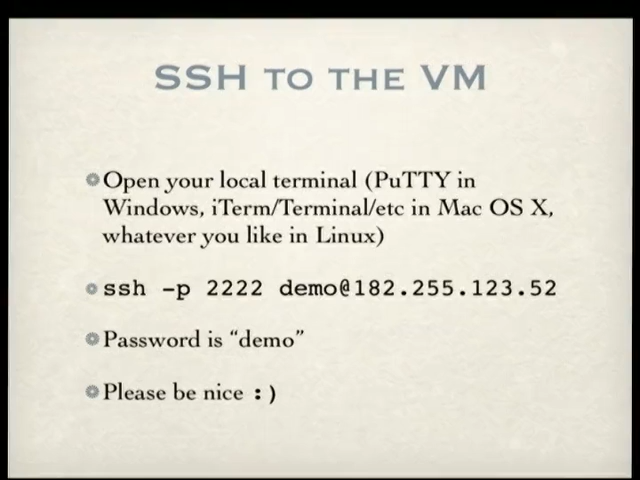 SSH TO THE VM
Open your local terminal (PuTTY in
Windows, iTerm/Terminal/etc in Mac OS X,
whatever you like in Linux)
ssh -p 2222 demo@182.255.123.52
Password is “demo”
Please be nice :)